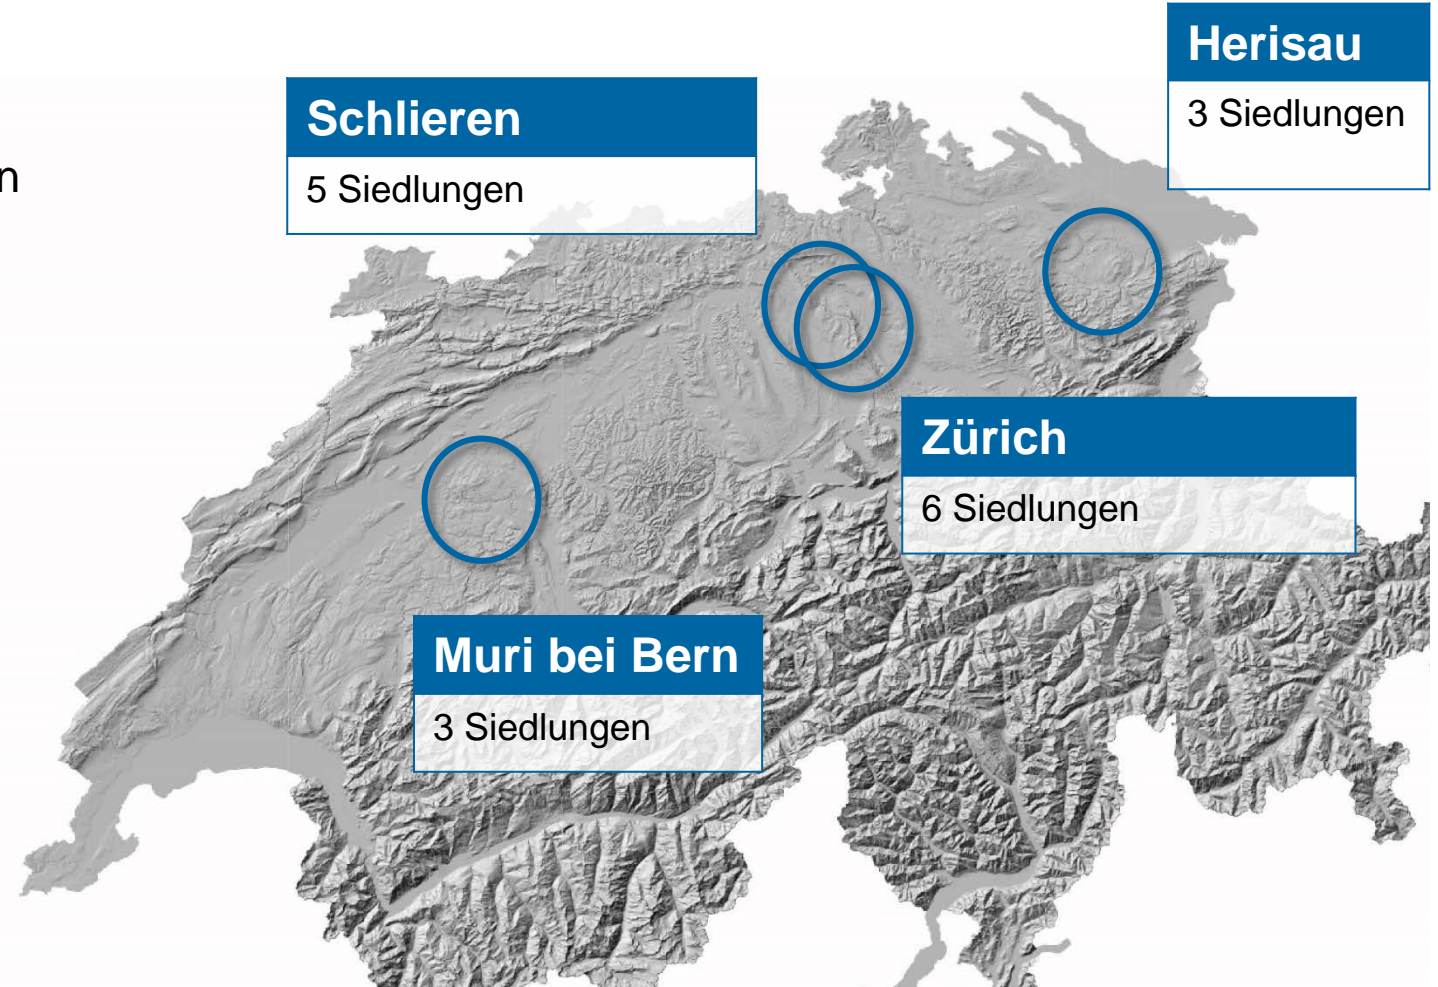 Herisau
3 Siedlungen
Schlieren
5 Siedlungen
n
Zürich
6 Siedlungen
Muri bei Bern
3 Siedlungen